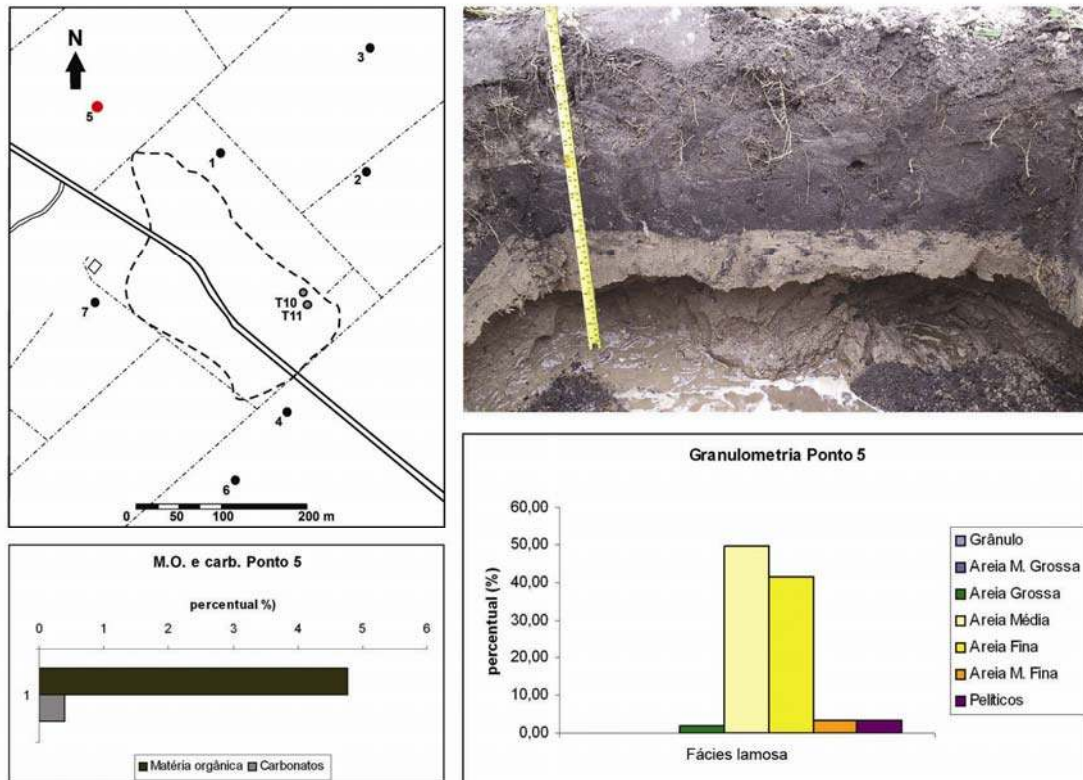 N
3
5
1
2
T10
T11
7
4
6
0 50 100 200 m
M.O. e carb. Ponto 5
percentual %)
0 1 2 3 4 5 6
1
Matéria orgânica Carbonatos
Granulometria Ponto 5
percentual (%)
60,00
50,00
40,00
30,00
20,00
10,00
0,00
Fácies lamosa
Grânulo
Areia M. Grossa
Areia Grossa
Areia Média
Areia Fina
Areia M. Fina
Pelíticos